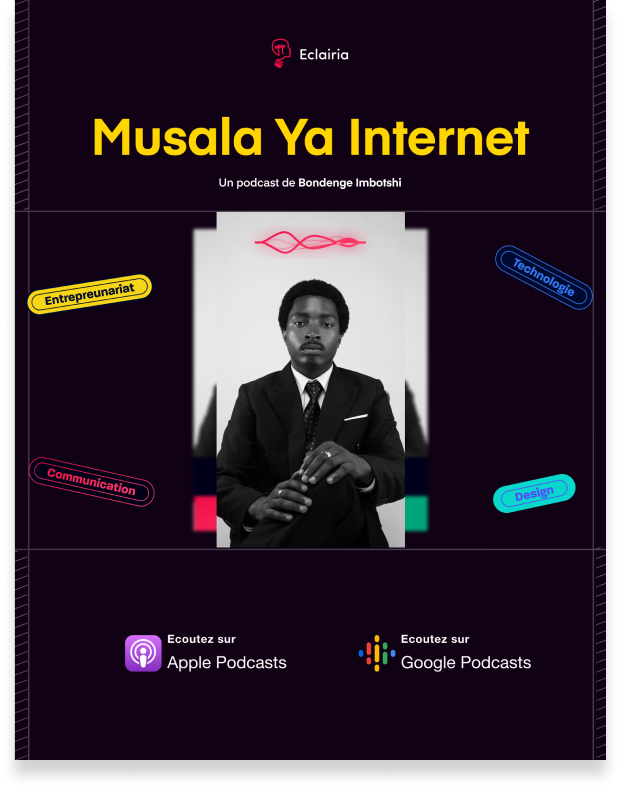 Eclairia
Musala Ya Internet
Un podcast de Bondenge Imbotshi
Entrepreunariat
Technologie
Communication
Design
Ecoutez sur
Apple Podcasts
Ecoutez sur
Google Podcasts